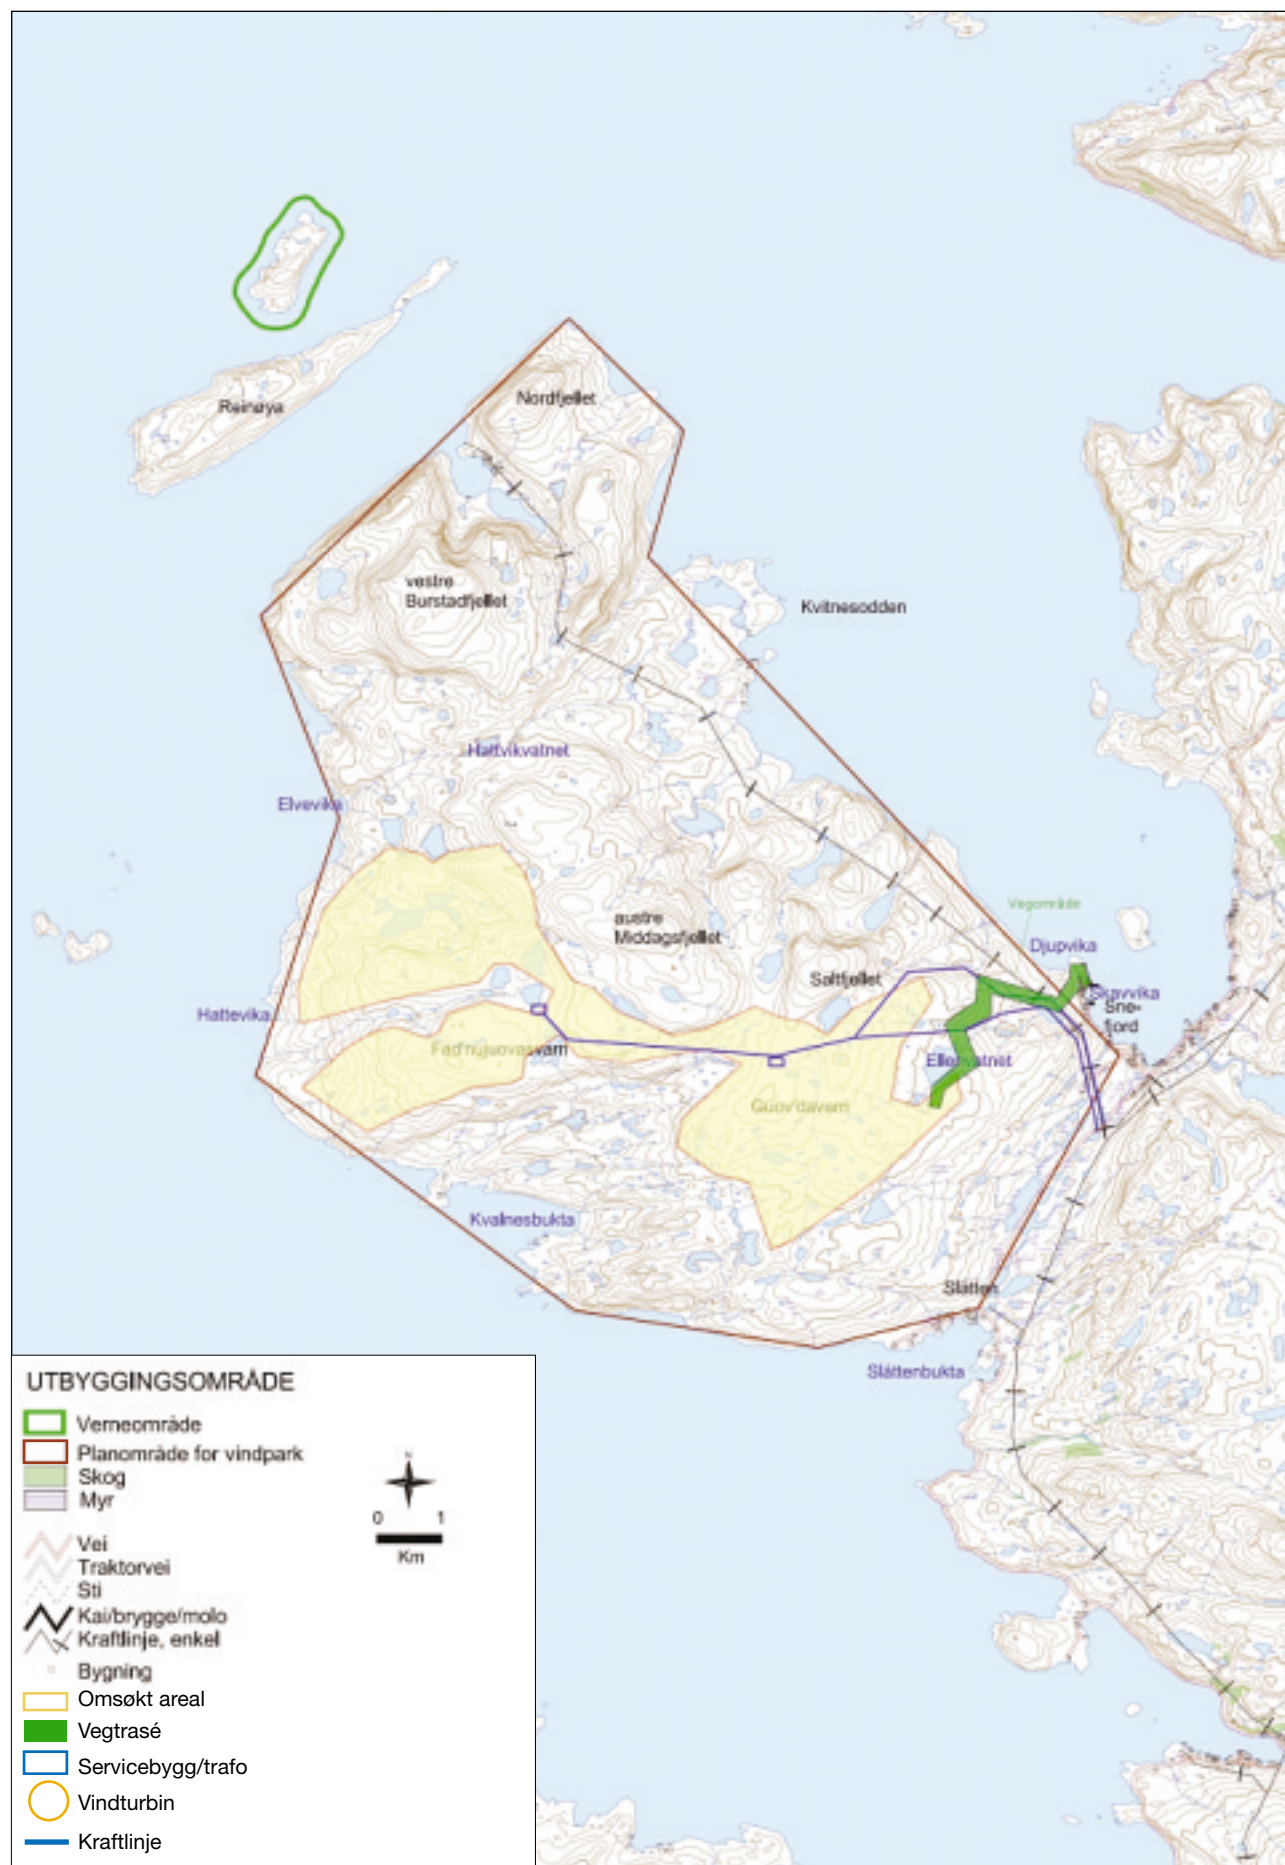 Reinøya
Nordfjellet
vestre
Burstadfjellet
Kvitnesodden
Hattvikvatnet
Elvevika
austre
Middagsfjellet
Vegområde
Djupvika
Saltfjellet
Skavvika
Sne-
fjord
Hattevika
Ellenvatnet
Guov'davarri
Kvalnesbukta
Slåtten
Slåttenbukta
UTBYGGINGSOMRÅDE
Verneområde
Planområde for vindpark
Skog
Myr
N
0 1
Km
Vei
Traktorvei
Sti
Kai/brygge/molo
Kraftlinje, enkel
Bygning
Omsøkt areal
Vegtrasé
Servicebygg/trafo
Vindturbin
Kraftlinje